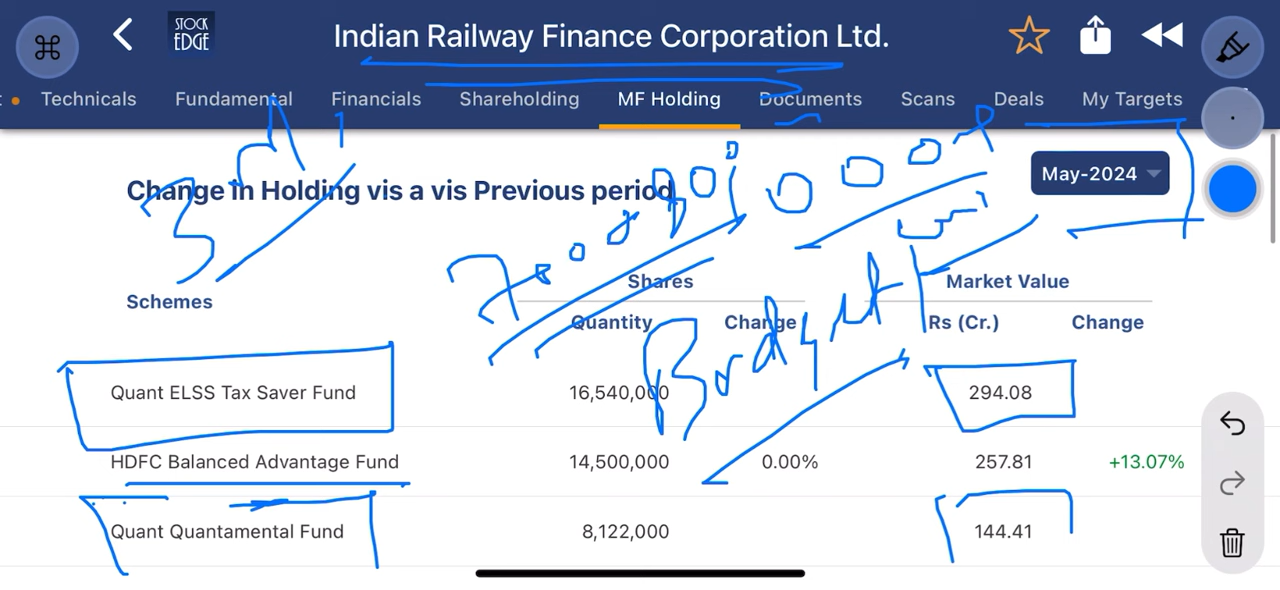 STOCK EDGE
Indian Railway Finance Corporation Ltd.
Technicals Fundamental Financials Shareholding MF Holding Documents Scans Deals My Targets
Change in Holding vis a vis Previous period
May-2024
Schemes Shares Market Value
Quantity Change Rs (Cr.) Change
Quant ELSS Tax Saver Fund 16,540,000 294.08
HDFC Balanced Advantage Fund 14,500,000 0.00% 257.81 +13.07%
Quant Quantamental Fund 8,122,000 144.41